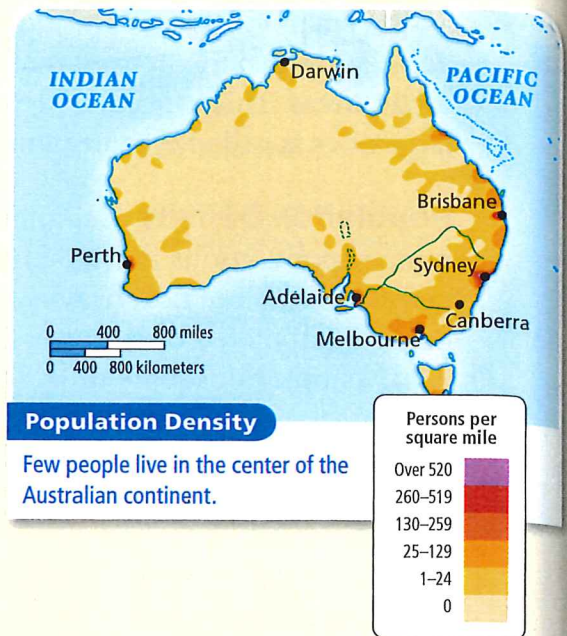 INDIAN
OCEAN
Darwin
PACIFIC
OCEAN
Brisbane
Perth
Sydney
Adelaide
Canberra
Melbourne
0 400 800 miles
0 400 800 kilometers
Population Density
Few people live in the center of the
Australian continent.
Persons per
square mile
Over 520
260–519
130–259
25–129
1–24
0